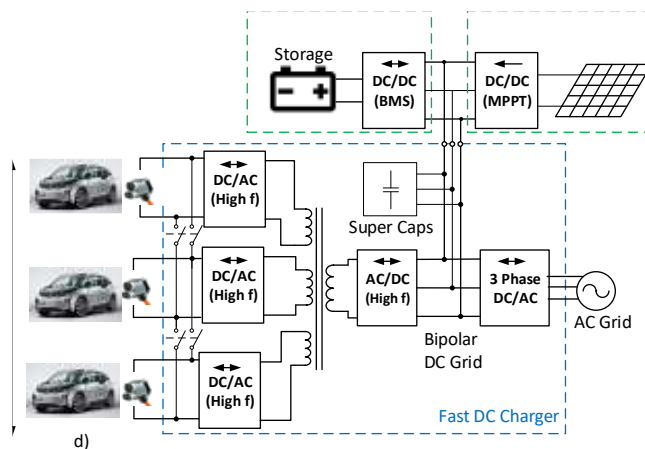 Storage
DC/DC
(BMS)
DC/DC
(MPPT)
DC/AC
(High f)
Super Caps
DC/AC
(High f)
AC/DC
(High f)
3 Phase
DC/AC
AC Grid
Bipolar
DC Grid
DC/AC
(High f)
Fast DC Charger
d)